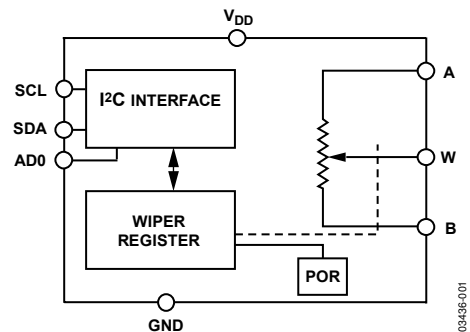 VDD
SCL
I²C INTERFACE
A
SDA
AD0
W
WIPER
REGISTER
B
POR
GND
03436-001